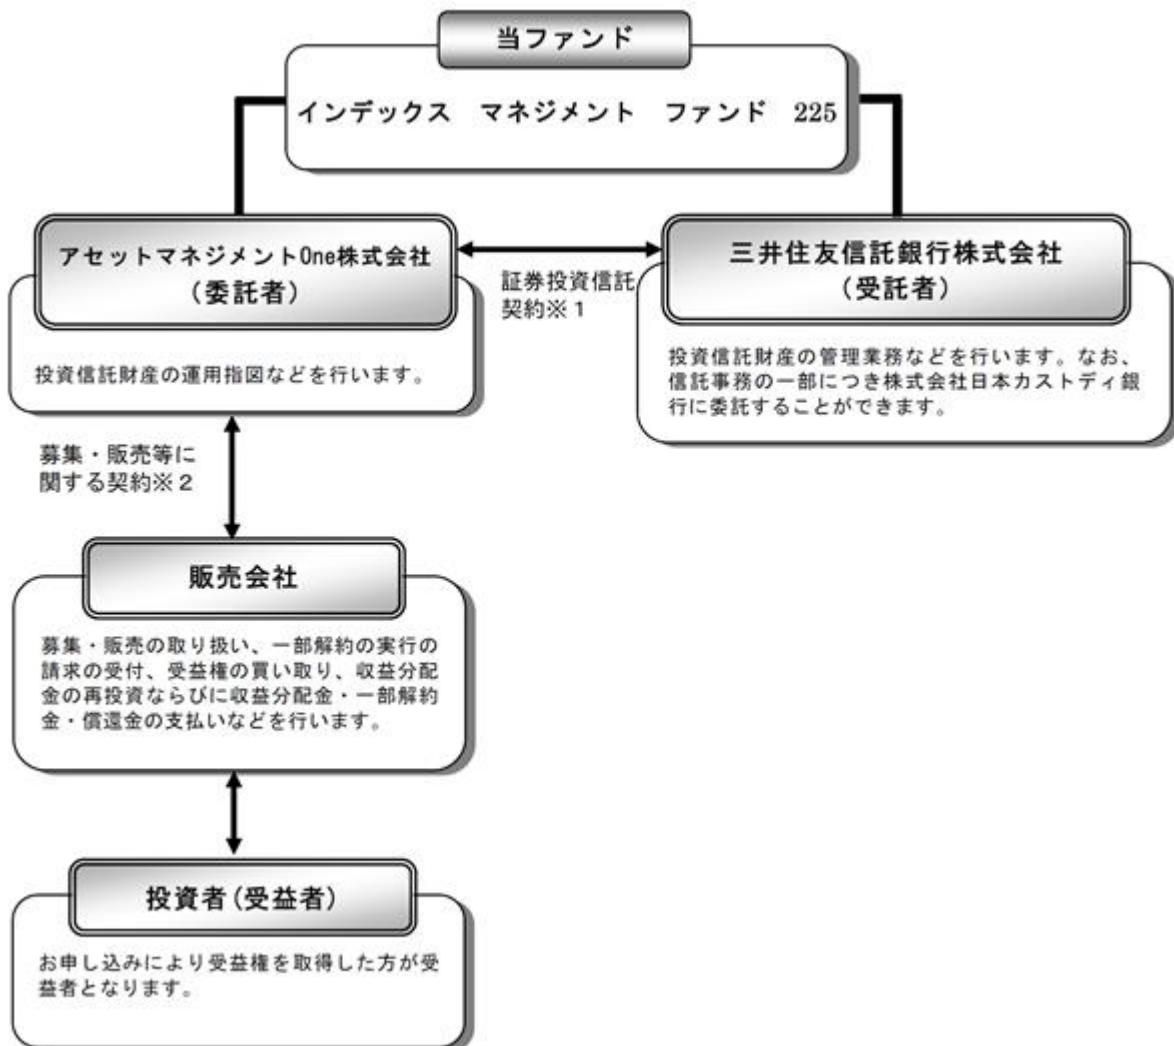 当ファンド
インデックス　マネジメント　ファンド　225
アセットマネジメントOne株式会社
（委託者）
投資信託財産の運用指図などを行います。
証券投資信託
契約※１
三井住友信託銀行株式会社
（受託者）
投資信託財産の管理業務などを行います。なお、
信託事務の一部につき株式会社日本カストディ銀
行に委託することができます。
募集・販売等に
関する契約※２
販売会社
募集・販売の取り扱い、一部解約の実行の
請求の受付、受益権の買い取り、収益分配
金の再投資ならびに収益分配金・一部解約
金・償還金の支払いなどを行います。
投資者(受益者)
お申し込みにより受益権を取得した方が受
益者となります。